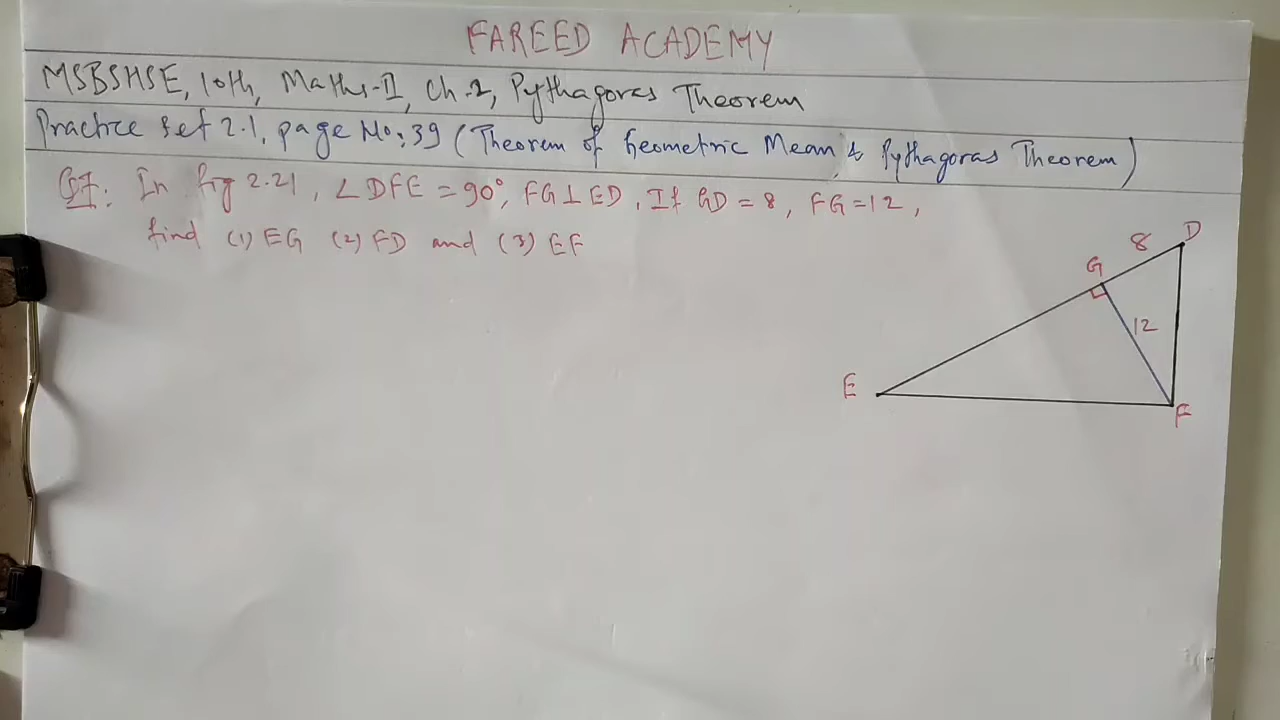 FAREED ACADEMY
MSBSHSE, 10th, Maths-II, Ch-2, Pythagoras Theorem
Practice set 2.1, page No: 39 (Theorem of Geometric Mean & Pythagoras Theorem)
Q7: In fig 2.21, ∠DFE = 90°, FG⊥ED, If GD = 8, FG=12,
find (1) EG (2) FD and (3) EF
D
8
G
12
E
F